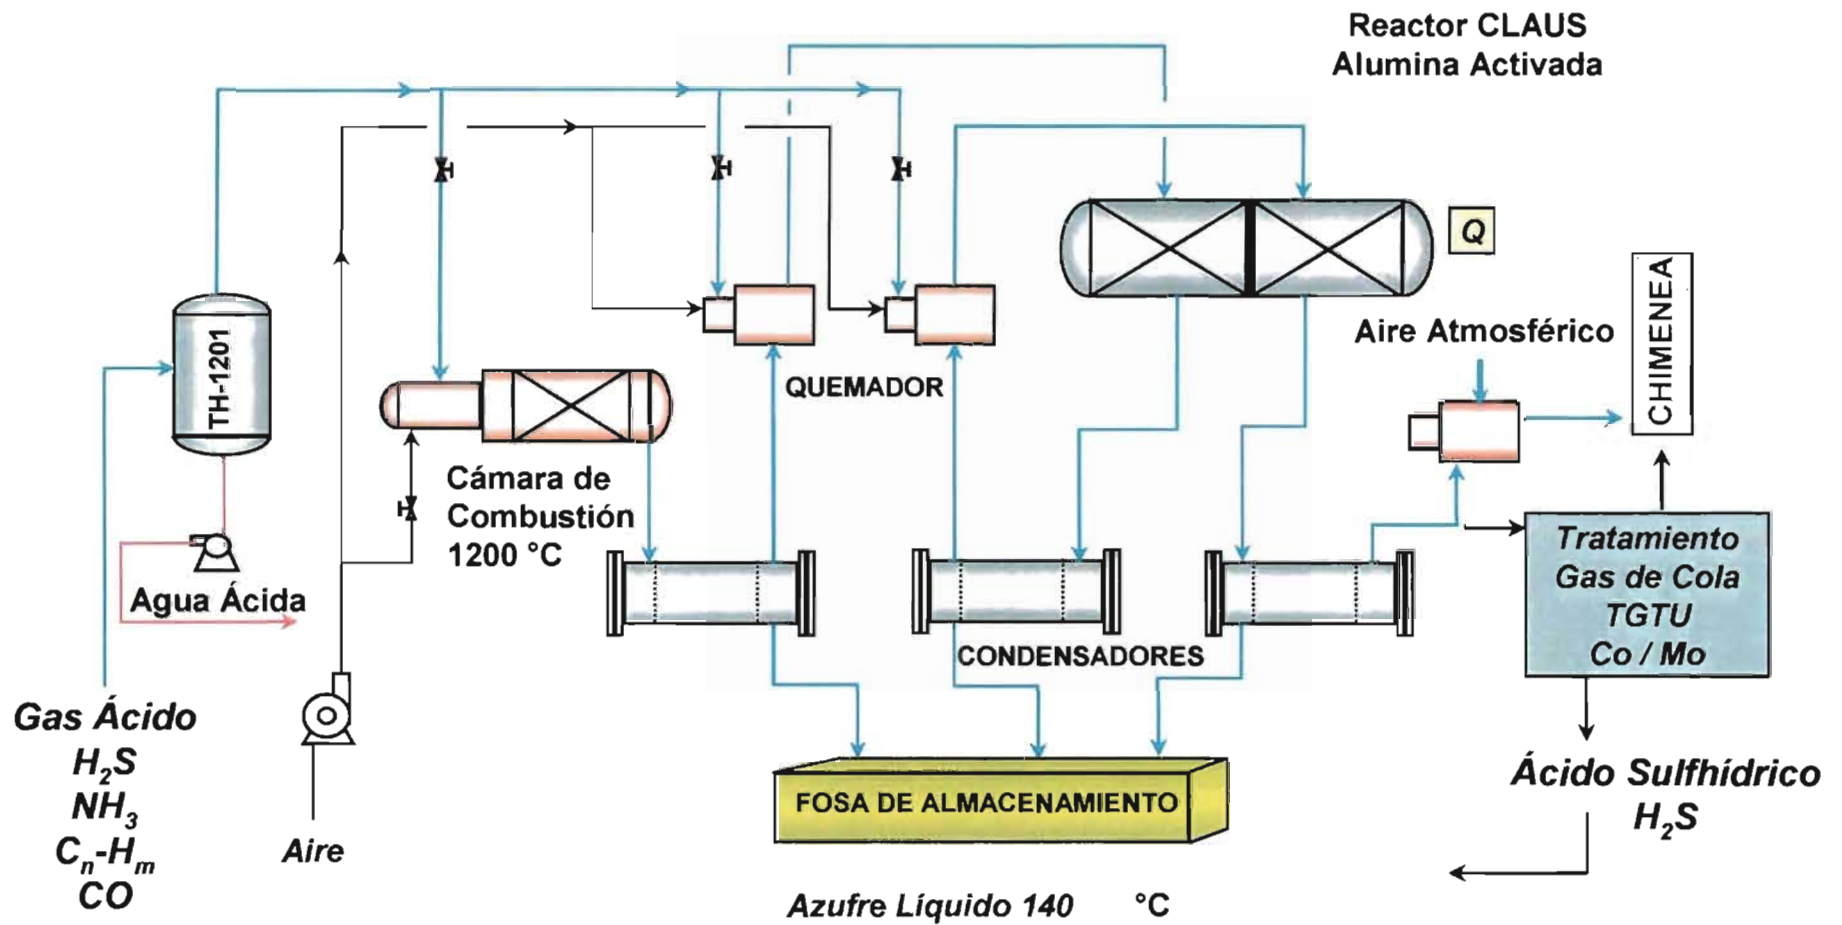 Reactor CLAUS
Alumina Activada
Q
CHIMENEA
Aire Atmosférico
TH-1201
QUEMADOR
Cámara de
Combustión
1200 °C
Agua Ácida
Tratamiento
Gas de Cola
TGTU
Co / Mo
CONDENSADORES
Gas Ácido
H₂S
NH₃
Cₙ-Hₘ
CO
Aire
FOSA DE ALMACENAMIENTO
Ácido Sulfhídrico
H₂S
Azufre Líquido 140 °C